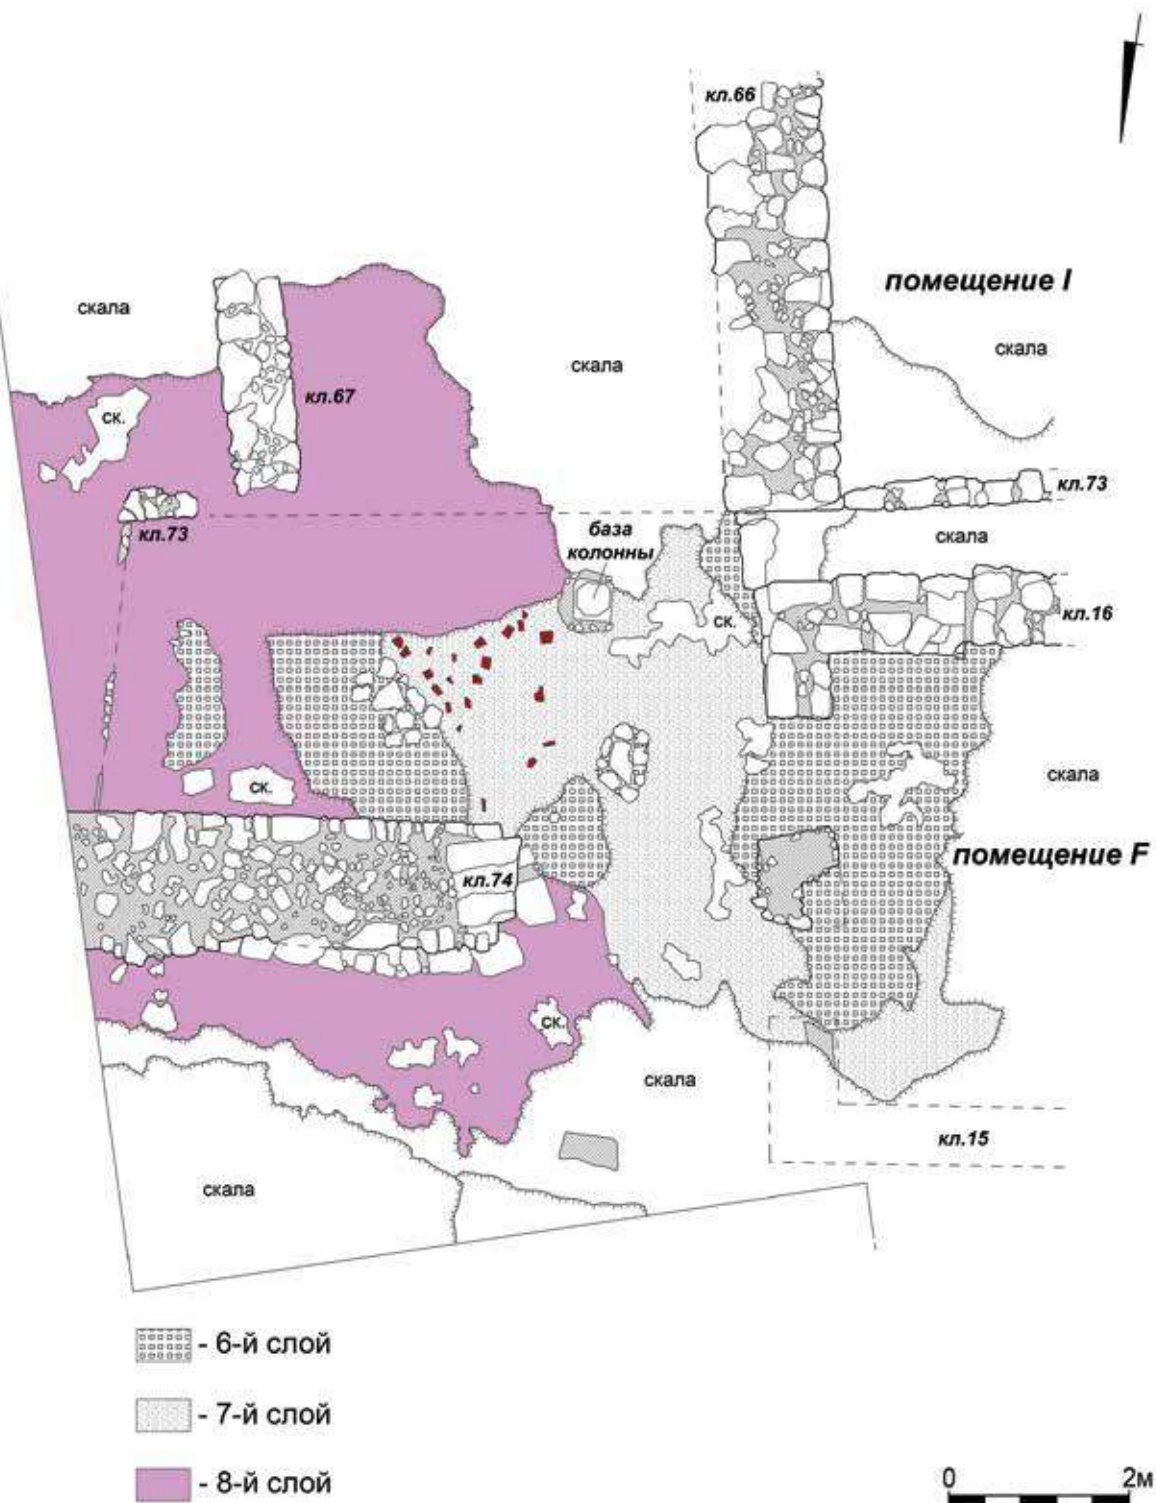 кл.66
помещение I
скала
скала
скала
кл.67
ск.
кл.73
кл.73
база
колонны
скала
кл.16
ск.
скала
ск.
помещение F
кл.74
ск.
скала
кл.15
скала
- 6-й слой
- 7-й слой
- 8-й слой
0 2м